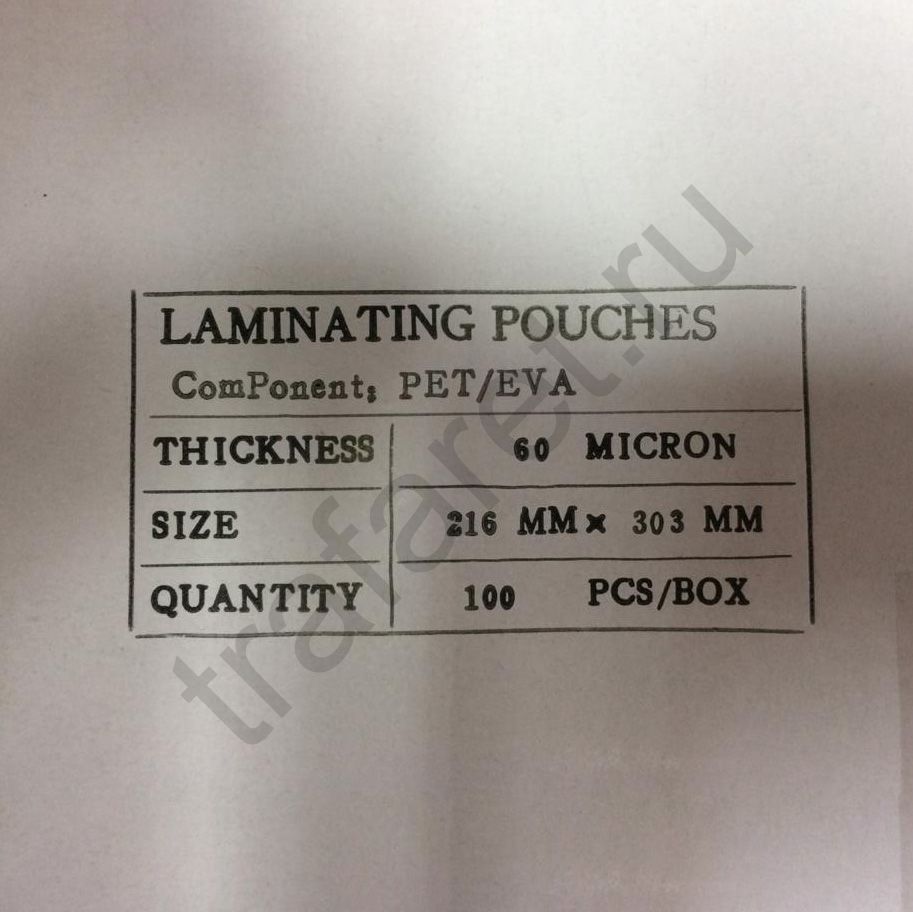 LAMINATING POUCHES
ComPonent; PET/EVA
THICKNESS 60 MICRON
SIZE 216 MM x 303 MM
QUANTITY 100 PCS/BOX
trafaret.ru